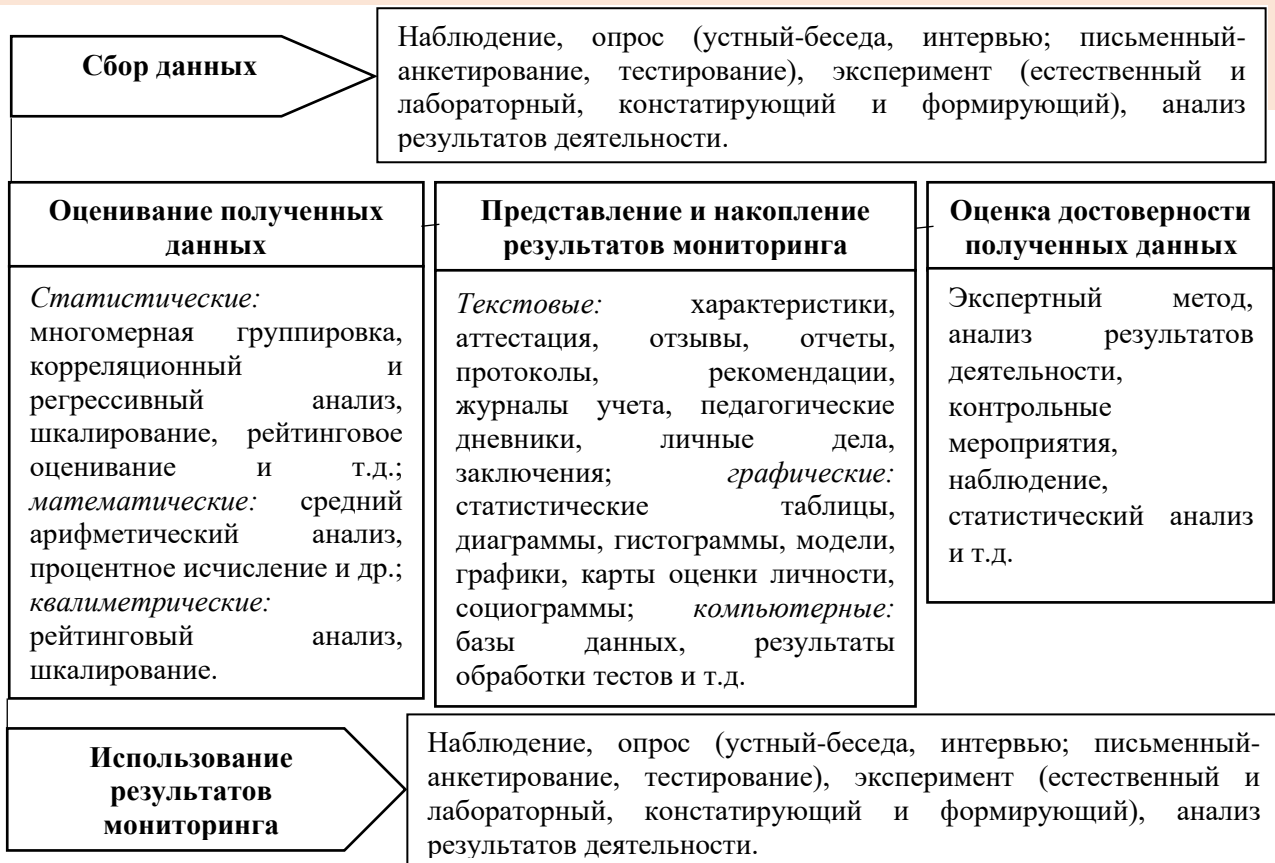 Сбор данных
Наблюдение, опрос (устный-беседа, интервью; письменный-
анкетирование, тестирование), эксперимент (естественный и
лабораторный, констатирующий и формирующий), анализ
результатов деятельности.
Оценивание полученных
данных
Статистические:
многомерная группировка,
корреляционный и
регрессивный анализ,
шкалирование, рейтинговое
оценивание и т.д.;
математические: средний
арифметический анализ,
процентное исчисление и др.;
квалиметрические:
рейтинговый анализ,
шкалирование.
Представление и накопление
результатов мониторинга
Текстовые: характеристики,
аттестация, отзывы, отчеты,
протоколы, рекомендации,
журналы учета, педагогические
дневники, личные дела,
заключения; графические:
статистические таблицы,
диаграммы, гистограммы, модели,
графики, карты оценки личности,
социограммы; компьютерные:
базы данных, результаты
обработки тестов и т.д.
Оценка достоверности
полученных данных
Экспертный метод,
анализ результатов
деятельности,
контрольные
мероприятия,
наблюдение,
статистический анализ
и т.д.
Использование
результатов
мониторинга
Наблюдение, опрос (устный-беседа, интервью; письменный-
анкетирование, тестирование), эксперимент (естественный и
лабораторный, констатирующий и формирующий), анализ
результатов деятельности.